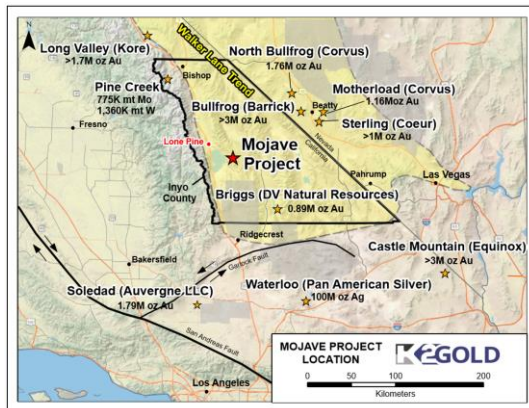 N
Long Valley (Kore)
>1.7M oz Au
Walker Lane Trend
North Bullfrog (Corvus)
1.76M oz Au
Bishop
Pine Creek
775K mt Mo
1,360K mt W
Motherload (Corvus)
1.16Moz Au
Bullfrog (Barrick)
>3M oz Au
Beatty
Sterling (Coeur)
>1M oz Au
Fresno
Lone Pine
Mojave
Project
Nevada
California
Las Vegas
Pahrump
Inyo
County
Briggs (DV Natural Resources)
0.89M oz Au
Ridgecrest
Castle Mountain (Equinox)
>3M oz Au
Bakersfield
Garlock Fault
Soledad (Auvergne LLC)
1.79M oz Au
Waterloo (Pan American Silver)
100M oz Ag
San Andreas Fault
MOJAVE PROJECT
LOCATION
K2GOLD
0 50 100 200
Kilometers
Los Angeles